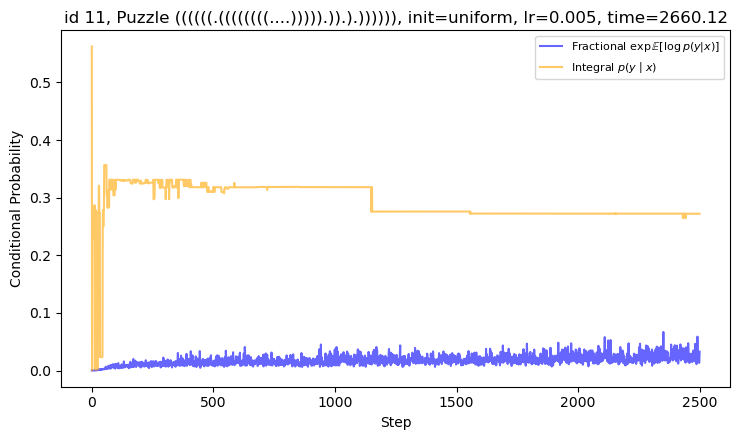 id 11, Puzzle ((((((.((((((((....))))).)).).)))))), init=uniform, lr=0.005, time=2660.12
Fractional exp𝔼[log p(y|x)]
Integral p(y | x)
Conditional Probability
0.5
0.4
0.3
0.2
0.1
0.0
0
500
1000
1500
2000
2500
Step